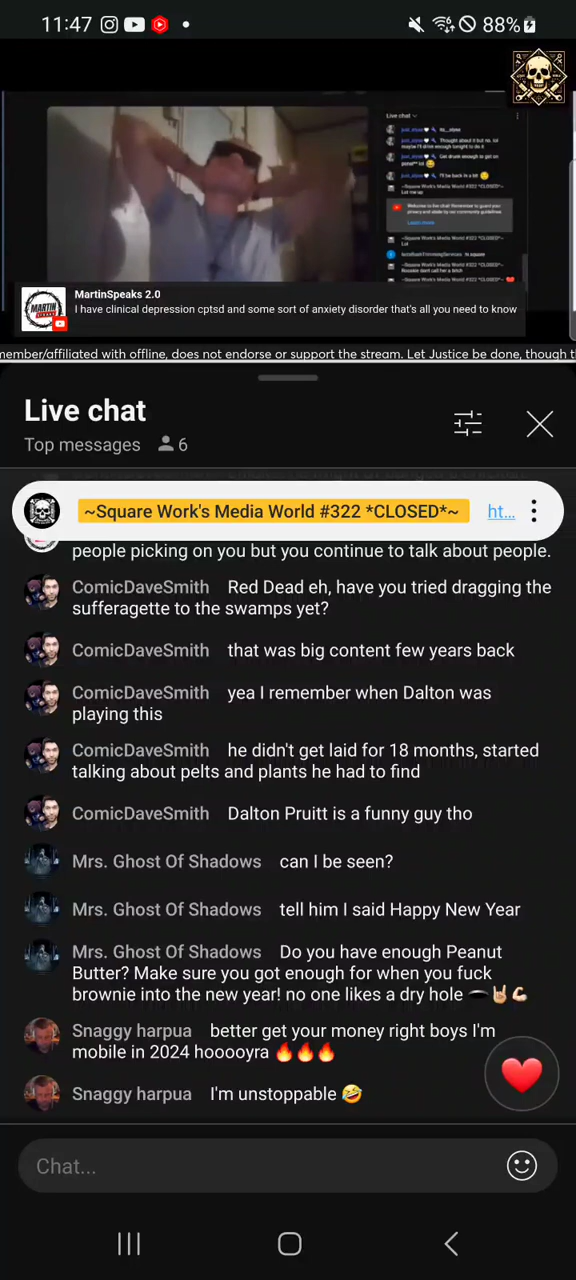 11:47
88%
Live chat
MARTIN
MartinSpeaks 2.0
I have clinical depression cptsd and some sort of anxiety disorder that's all you need to know
member/affiliated with offline, does not endorse or support the stream. Let Justice be done, though t
Live chat
Top messages 6
~Square Work's Media World #322 *CLOSED*~ ht...
people picking on you but you continue to talk about people.
ComicDaveSmith Red Dead eh, have you tried dragging the
sufferagette to the swamps yet?
ComicDaveSmith that was big content few years back
ComicDaveSmith yea I remember when Dalton was
playing this
ComicDaveSmith he didn't get laid for 18 months, started
talking about pelts and plants he had to find
ComicDaveSmith Dalton Pruitt is a funny guy tho
Mrs. Ghost Of Shadows can I be seen?
Mrs. Ghost Of Shadows tell him I said Happy New Year
Mrs. Ghost Of Shadows Do you have enough Peanut
Butter? Make sure you got enough for when you fuck
brownie into the new year! no one likes a dry hole 🕳️🤘🏼💪🏼
Snaggy harpua better get your money right boys I'm
mobile in 2024 hooooyra 🔥🔥🔥
Snaggy harpua I'm unstoppable 🤣
Chat...